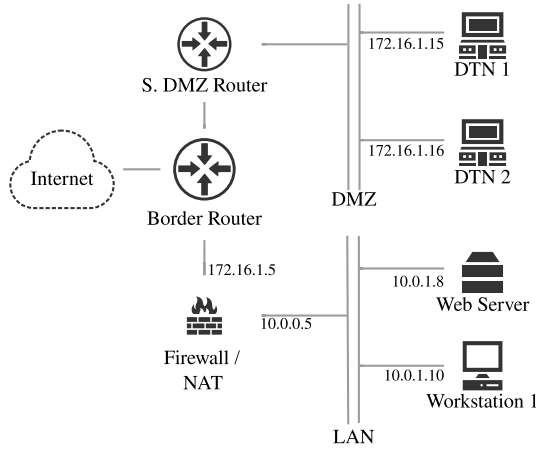 172.16.1.15
DTN 1
S. DMZ Router
172.16.1.16
DTN 2
Internet
DMZ
Border Router
172.16.1.5
10.0.1.8
Web Server
10.0.0.5
Firewall /
NAT
10.0.1.10
Workstation 1
LAN